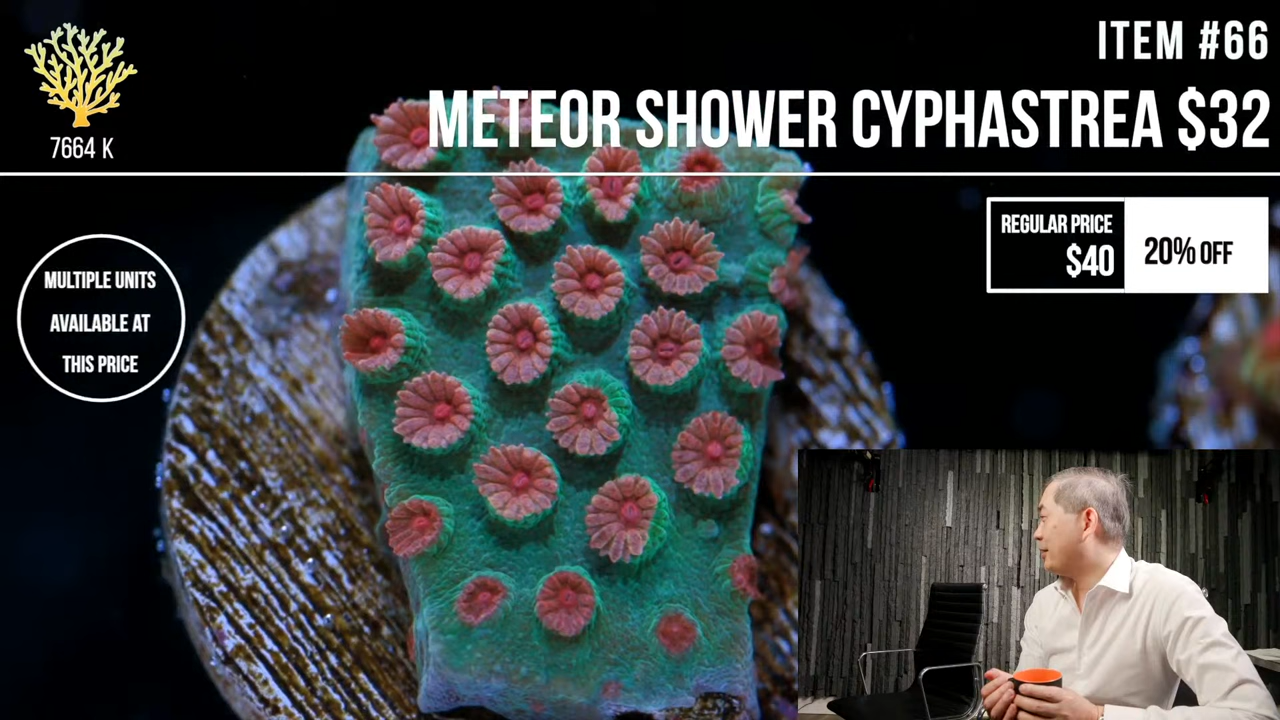 ITEM #66
METEOR SHOWER CYPHASTREA $32
7664 K
REGULAR PRICE
$40
20% OFF
MULTIPLE UNITS
AVAILABLE AT
THIS PRICE